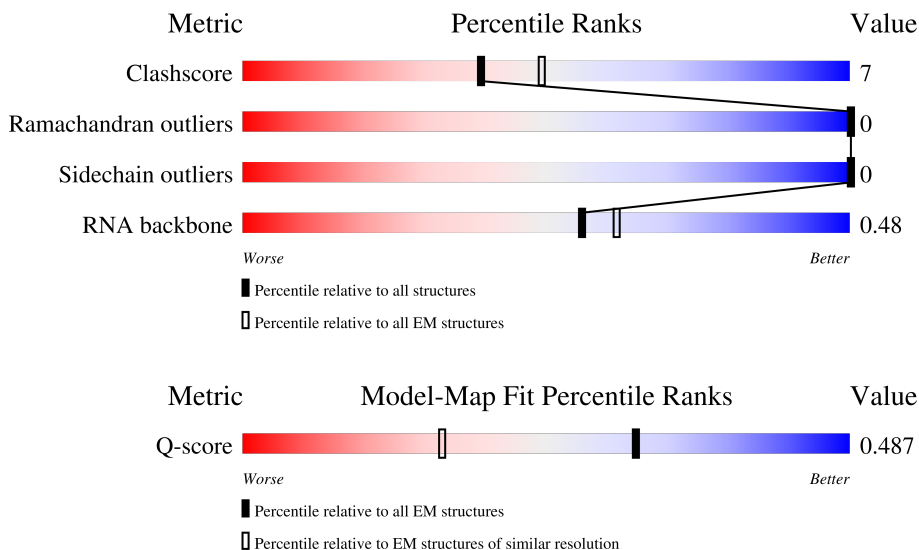 Metric Percentile Ranks Value
Clashscore 7
Ramachandran outliers 0
Sidechain outliers 0
RNA backbone 0.48
Worse Better
Percentile relative to all structures
Percentile relative to all EM structures
Metric Model-Map Fit Percentile Ranks Value
Q-score 0.487
Worse Better
Percentile relative to all EM structures
Percentile relative to EM structures of similar resolution